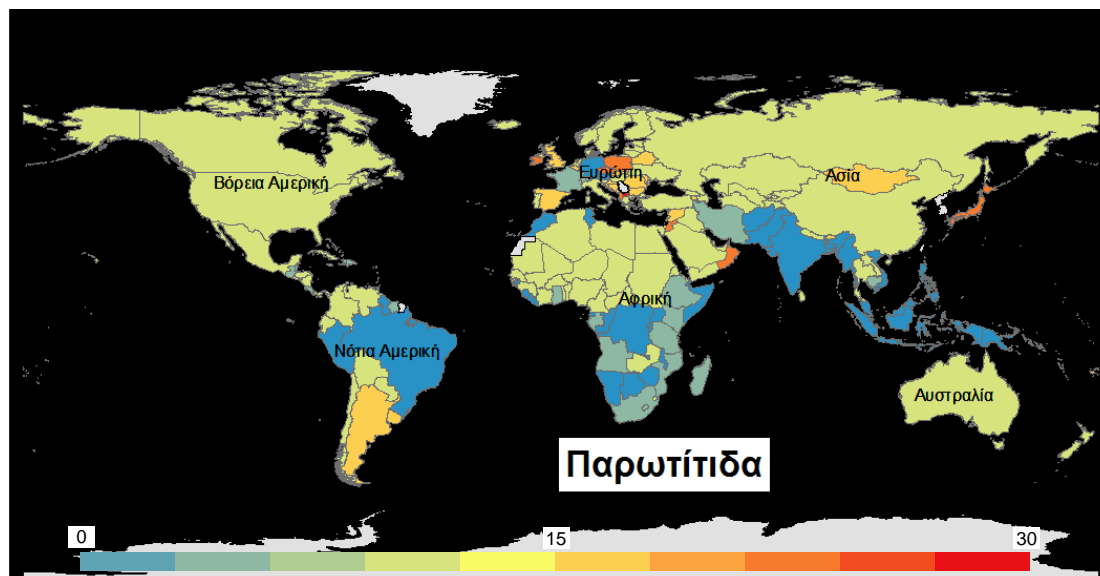 Βόρεια Αμερική
Ευρώπη
Ασία
Αφρική
Νότια Αμερική
Αυστραλία
Παρωτίτιδα
0
15
30